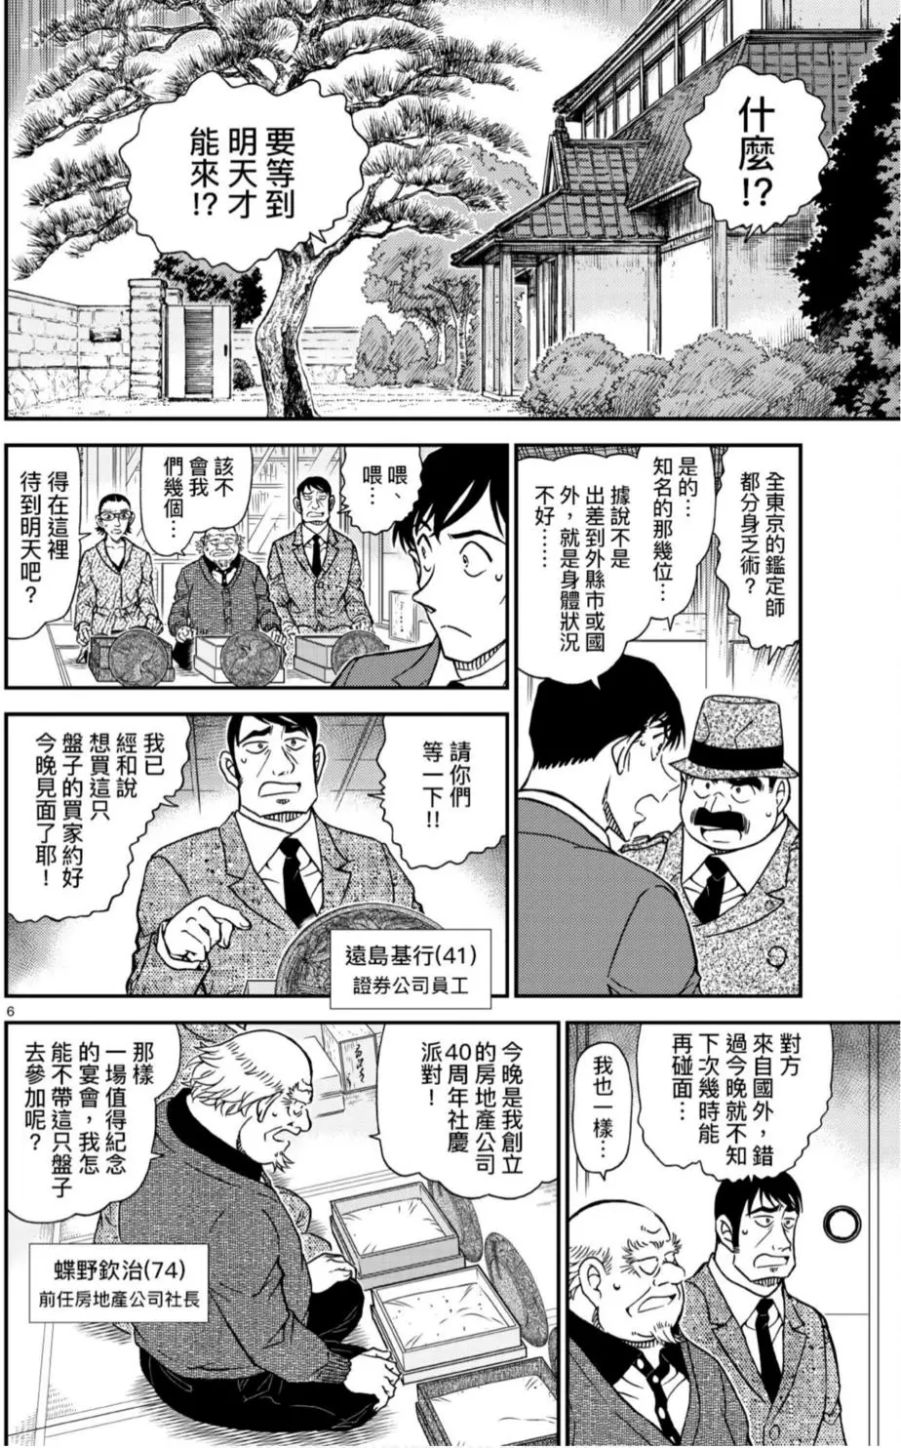 什麼!?
要等到
明天才
能來!?
全東京的鑑定師
都分身乏術？
是的…
知名的那幾位…
據說不是
出差到外縣市或國
外，就是身體狀況
不好……
喂、
喂…
該不
會我
們幾個…
得在這裡
待到明天吧？
請你們
等一下!!
我已
經和說
想買這只
盤子的買家約好
今晚見面了耶！
遠島基行(41)
證券公司員工
6
對方
來自國外，錯
過今晚就不知
下次幾時能
再碰面…
我也一樣…
今晚是我創立
的房地產公司
40周年社慶
派對！
那樣
一場值得紀念
的宴會，我怎
能不帶這只盤子
去參加呢？
蝶野欽治(74)
前任房地產公司社長